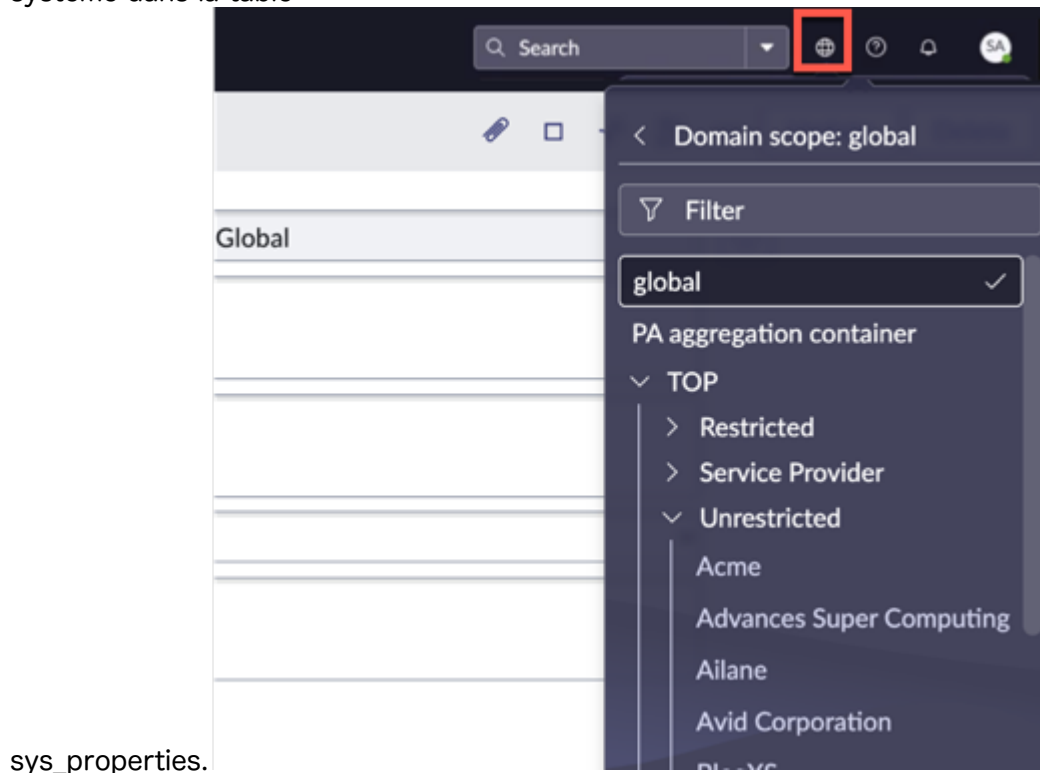 Search
SA
Domain scope: global
Filter
Global
global
PA aggregation container
TOP
Restricted
Service Provider
Unrestricted
Acme
Advances Super Computing
Ailane
Avid Corporation
sys_properties.